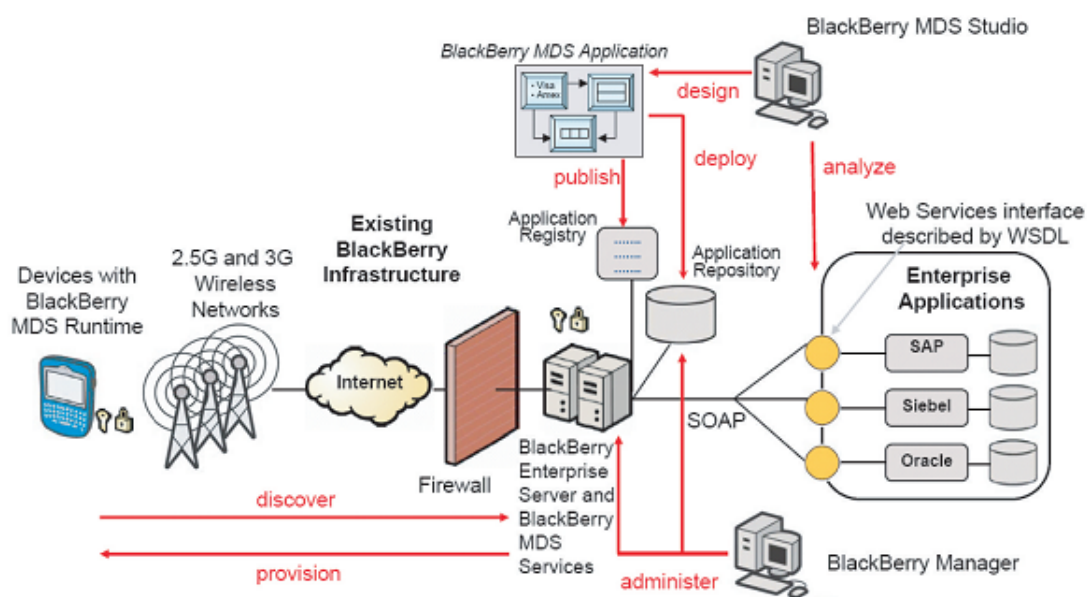 BlackBerry MDS Studio
BlackBerry MDS Application
• Visa
• Amex
design
deploy
publish
analyze
Application
Registry
Application
Repository
Web Services interface
described by WSDL
Existing
BlackBerry
Infrastructure
2.5G and 3G
Wireless
Networks
Devices with
BlackBerry
MDS Runtime
Enterprise
Applications
Internet
SAP
Siebel
Oracle
SOAP
Firewall
BlackBerry
Enterprise
Server and
BlackBerry
MDS
Services
discover
provision
administer
BlackBerry Manager